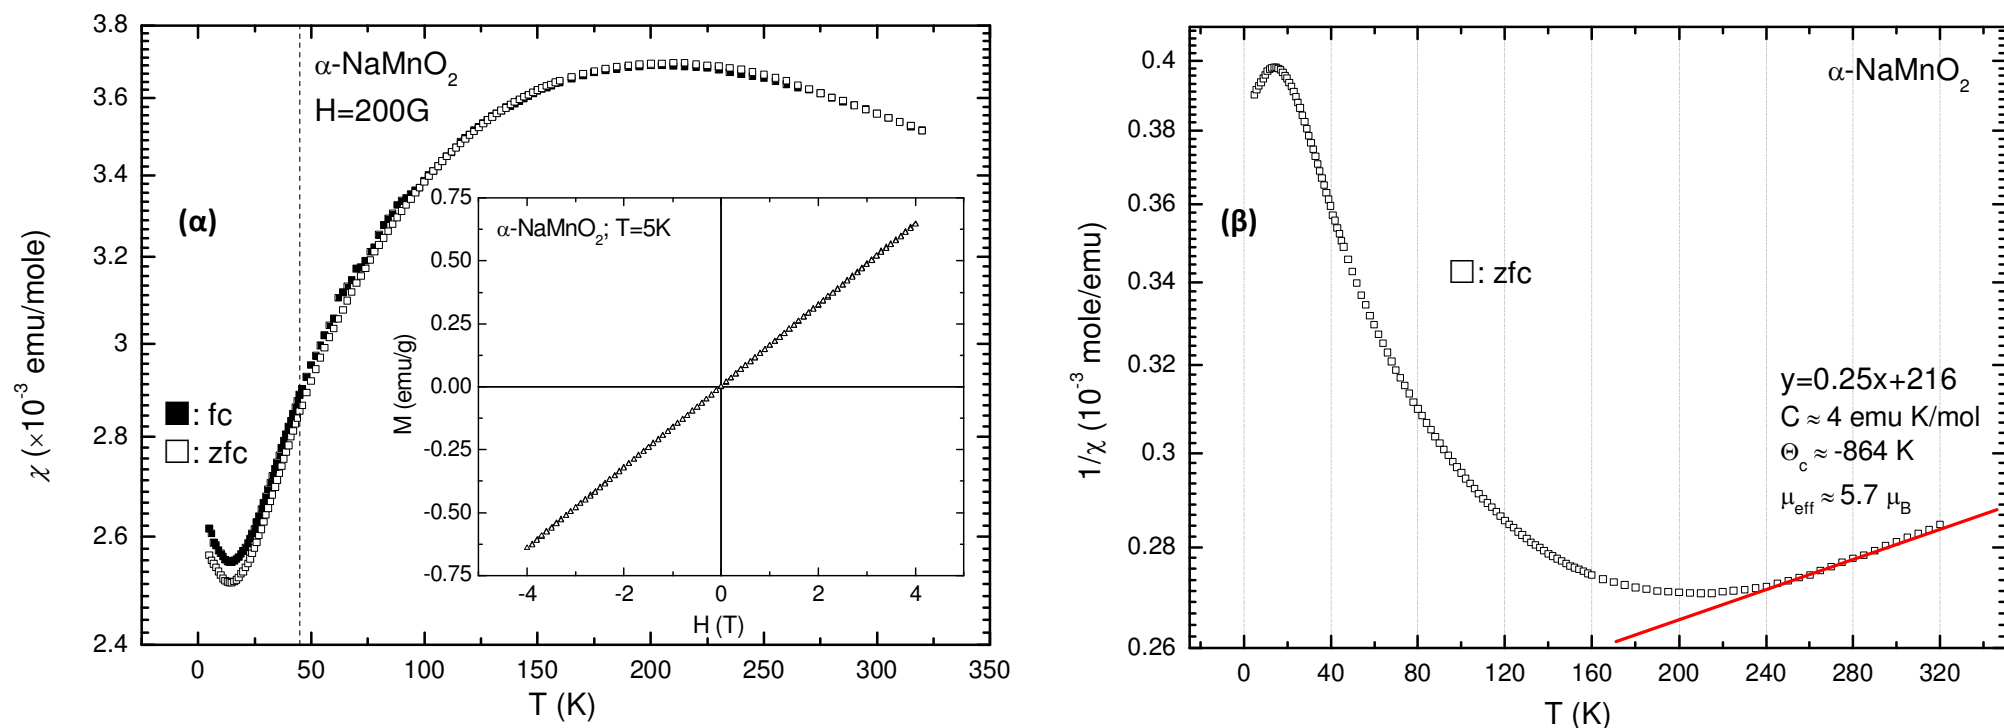 α-NaMnO₂
H=200G
(α)
■: fc
□: zfc
χ (×10⁻³ emu/mole)
3.8
3.6
3.4
3.2
3
2.8
2.6
2.4
0 50 100 150 200 250 300 350
T (K)
α-NaMnO₂; T=5K
M (emu/g)
0.75
0.50
0.25
0.00
-0.25
-0.50
-0.75
-4 -2 0 2 4
H (T)
α-NaMnO₂
(β)
□: zfc
1/χ (10⁻³ mole/emu)
0.4
0.38
0.36
0.34
0.32
0.3
0.28
0.26
y=0.25x+216
C ≈ 4 emu K/mol
Θc ≈ -864 K
μeff ≈ 5.7 μB
0 40 80 120 160 200 240 280 320
T (K)